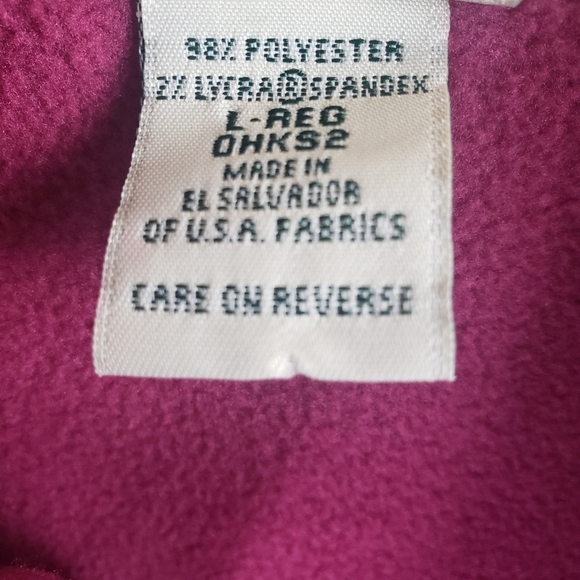 98% POLYESTER
2% LYCRA®SPANDEX
L-REG
OHKS2
MADE IN
EL SALVADOR
OF U.S.A. FABRICS
CARE ON REVERSE